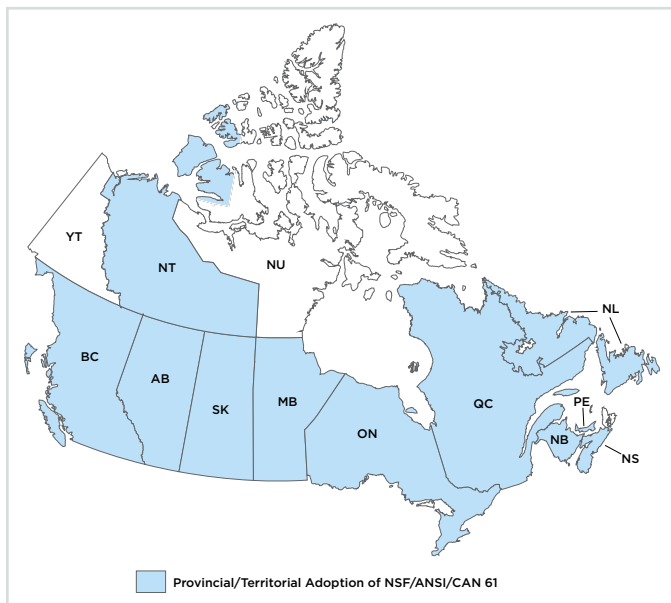 YT
NT
NU
NL
BC
AB
SK
MB
ON
QC
PE
NB
NS
Provincial/Territorial Adoption of NSF/ANSI/CAN 61